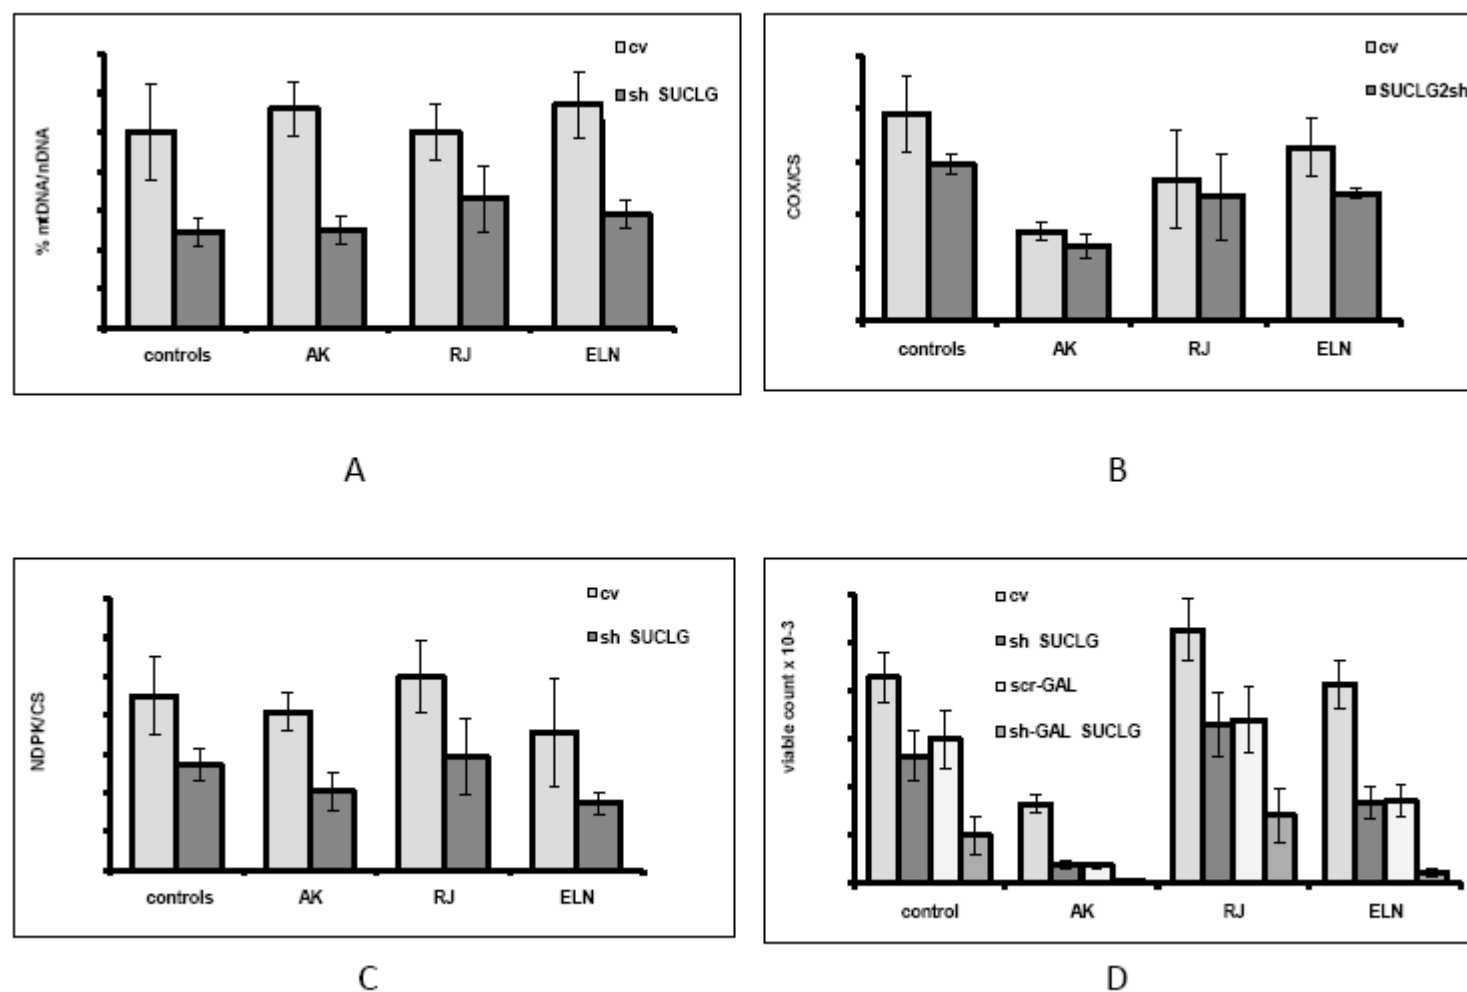 cv
sh SUCLG
% mtDNA/nDNA
controls AK RJ ELN
A
cv
SUCLG2sh
COX/CS
controls AK RJ ELN
B
cv
sh SUCLG
NDPK/CS
controls AK RJ ELN
C
cv
sh SUCLG
scr-GAL
sh-GAL SUCLG
viable count x 10-3
control AK RJ ELN
D